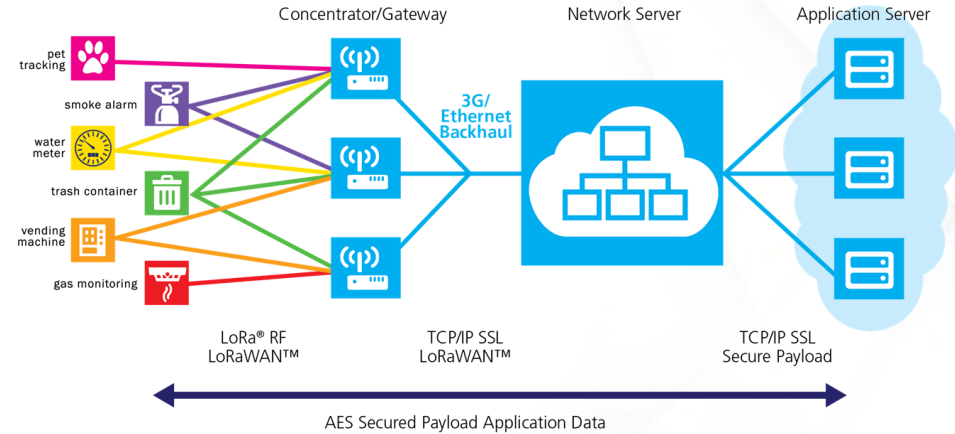 Concentrator/Gateway
Network Server
Application Server
pet
tracking
smoke alarm
water
meter
trash container
vending
machine
gas monitoring
3G/
Ethernet
Backhaul
LoRa® RF
LoRaWAN™
TCP/IP SSL
LoRaWAN™
TCP/IP SSL
Secure Payload
AES Secured Payload Application Data